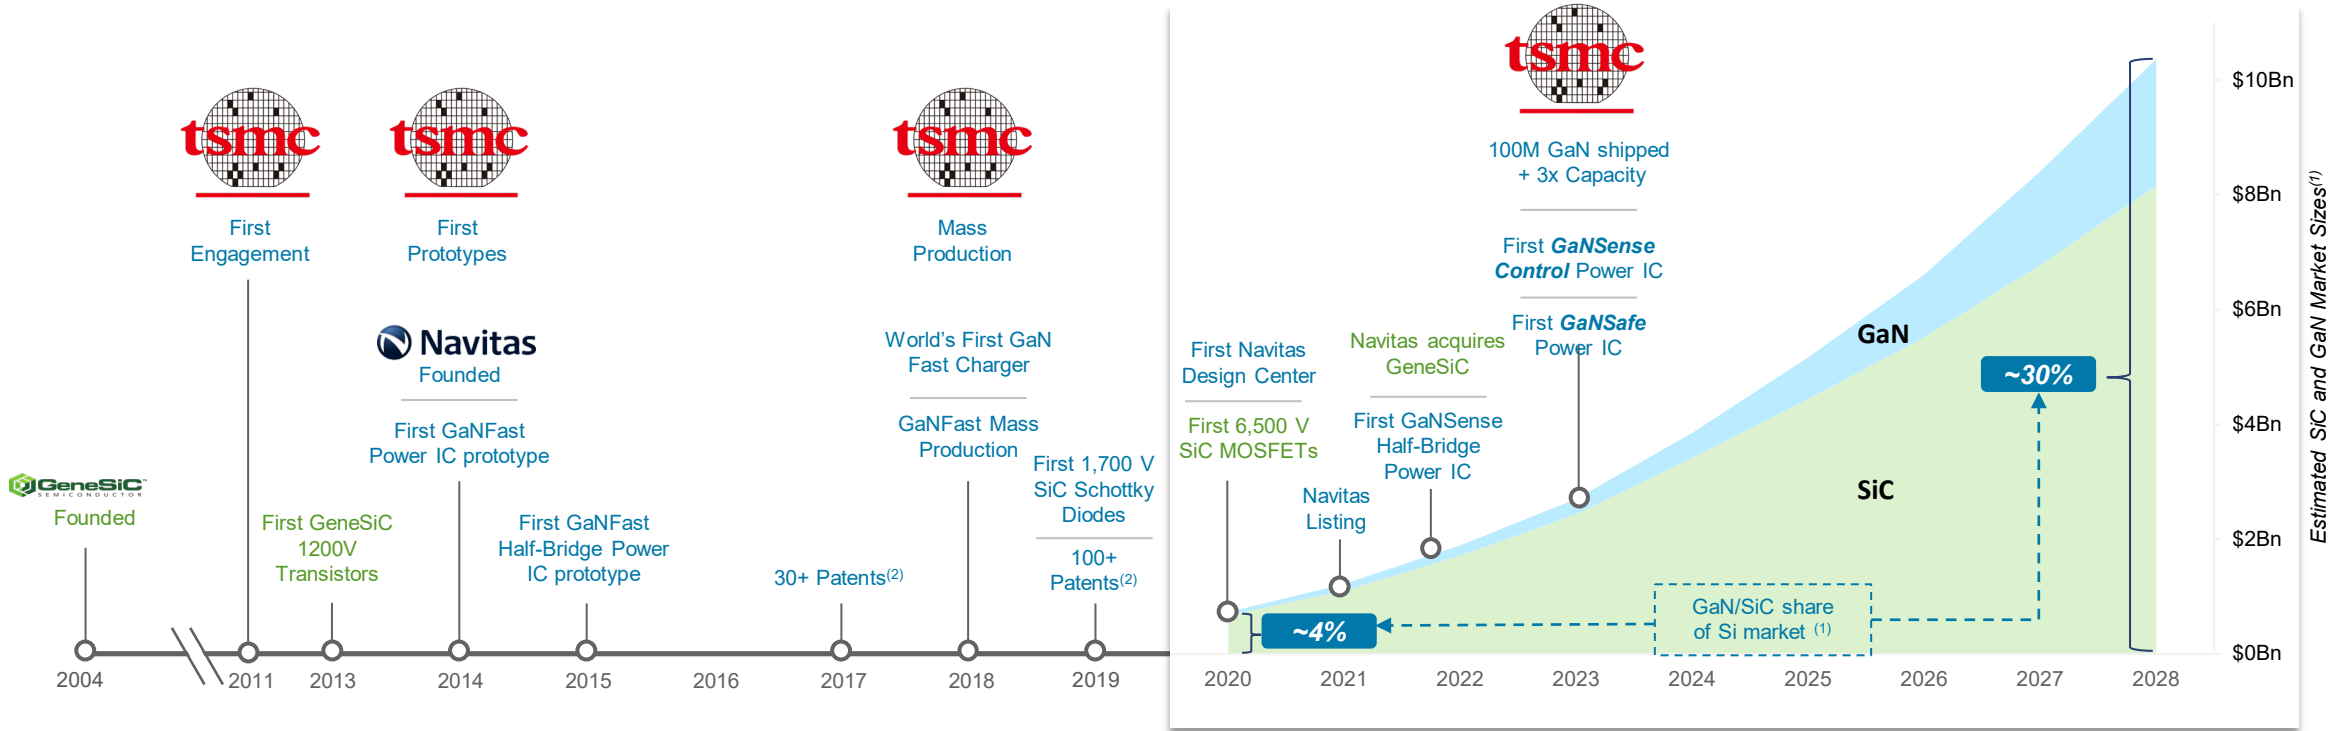 GeneSiC™
SEMICONDUCTOR
Founded
tsmc
First
Engagement
First GeneSiC
1200V
Transistors
tsmc
First
Prototypes
Navitas
Founded
First GaNFast
Power IC prototype
First GaNFast
Half-Bridge Power
IC prototype
30+ Patents(2)
tsmc
Mass
Production
World's First GaN
Fast Charger
GaNFast Mass
Production
First 1,700 V
SiC Schottky
Diodes
100+
Patents(2)
2004
2011
2013
2014
2015
2016
2017
2018
2019
First Navitas
Design Center
First 6,500 V
SiC MOSFETs
Navitas
Listing
Navitas acquires
GeneSiC
First GaNSense
Half-Bridge
Power IC
tsmc
100M GaN shipped
+ 3x Capacity
First GaNSense
Control Power IC
First GaNSafe
Power IC
GaN
SiC
~4%
GaN/SiC share
of Si market (1)
~30%
2020
2021
2022
2023
2024
2025
2026
2027
2028
$10Bn
$8Bn
$6Bn
$4Bn
$2Bn
$0Bn
Estimated SiC and GaN Market Sizes(1)